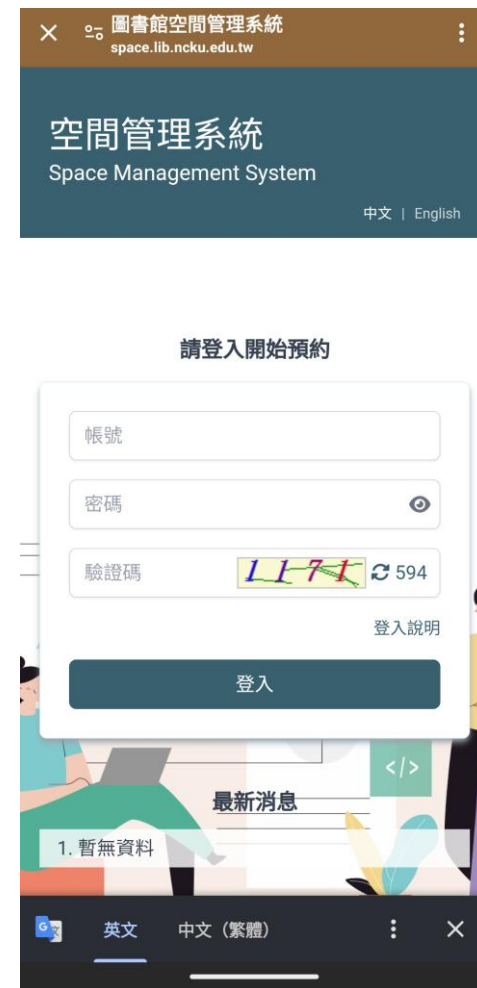 圖書館空間管理系統
space.lib.ncku.edu.tw
空間管理系統
Space Management System
中文 | English
請登入開始預約
帳號
密碼
驗證碼 1171 594
登入說明
登入
</>
最新消息
1. 暫無資料
G 文 英文 中文（繁體）